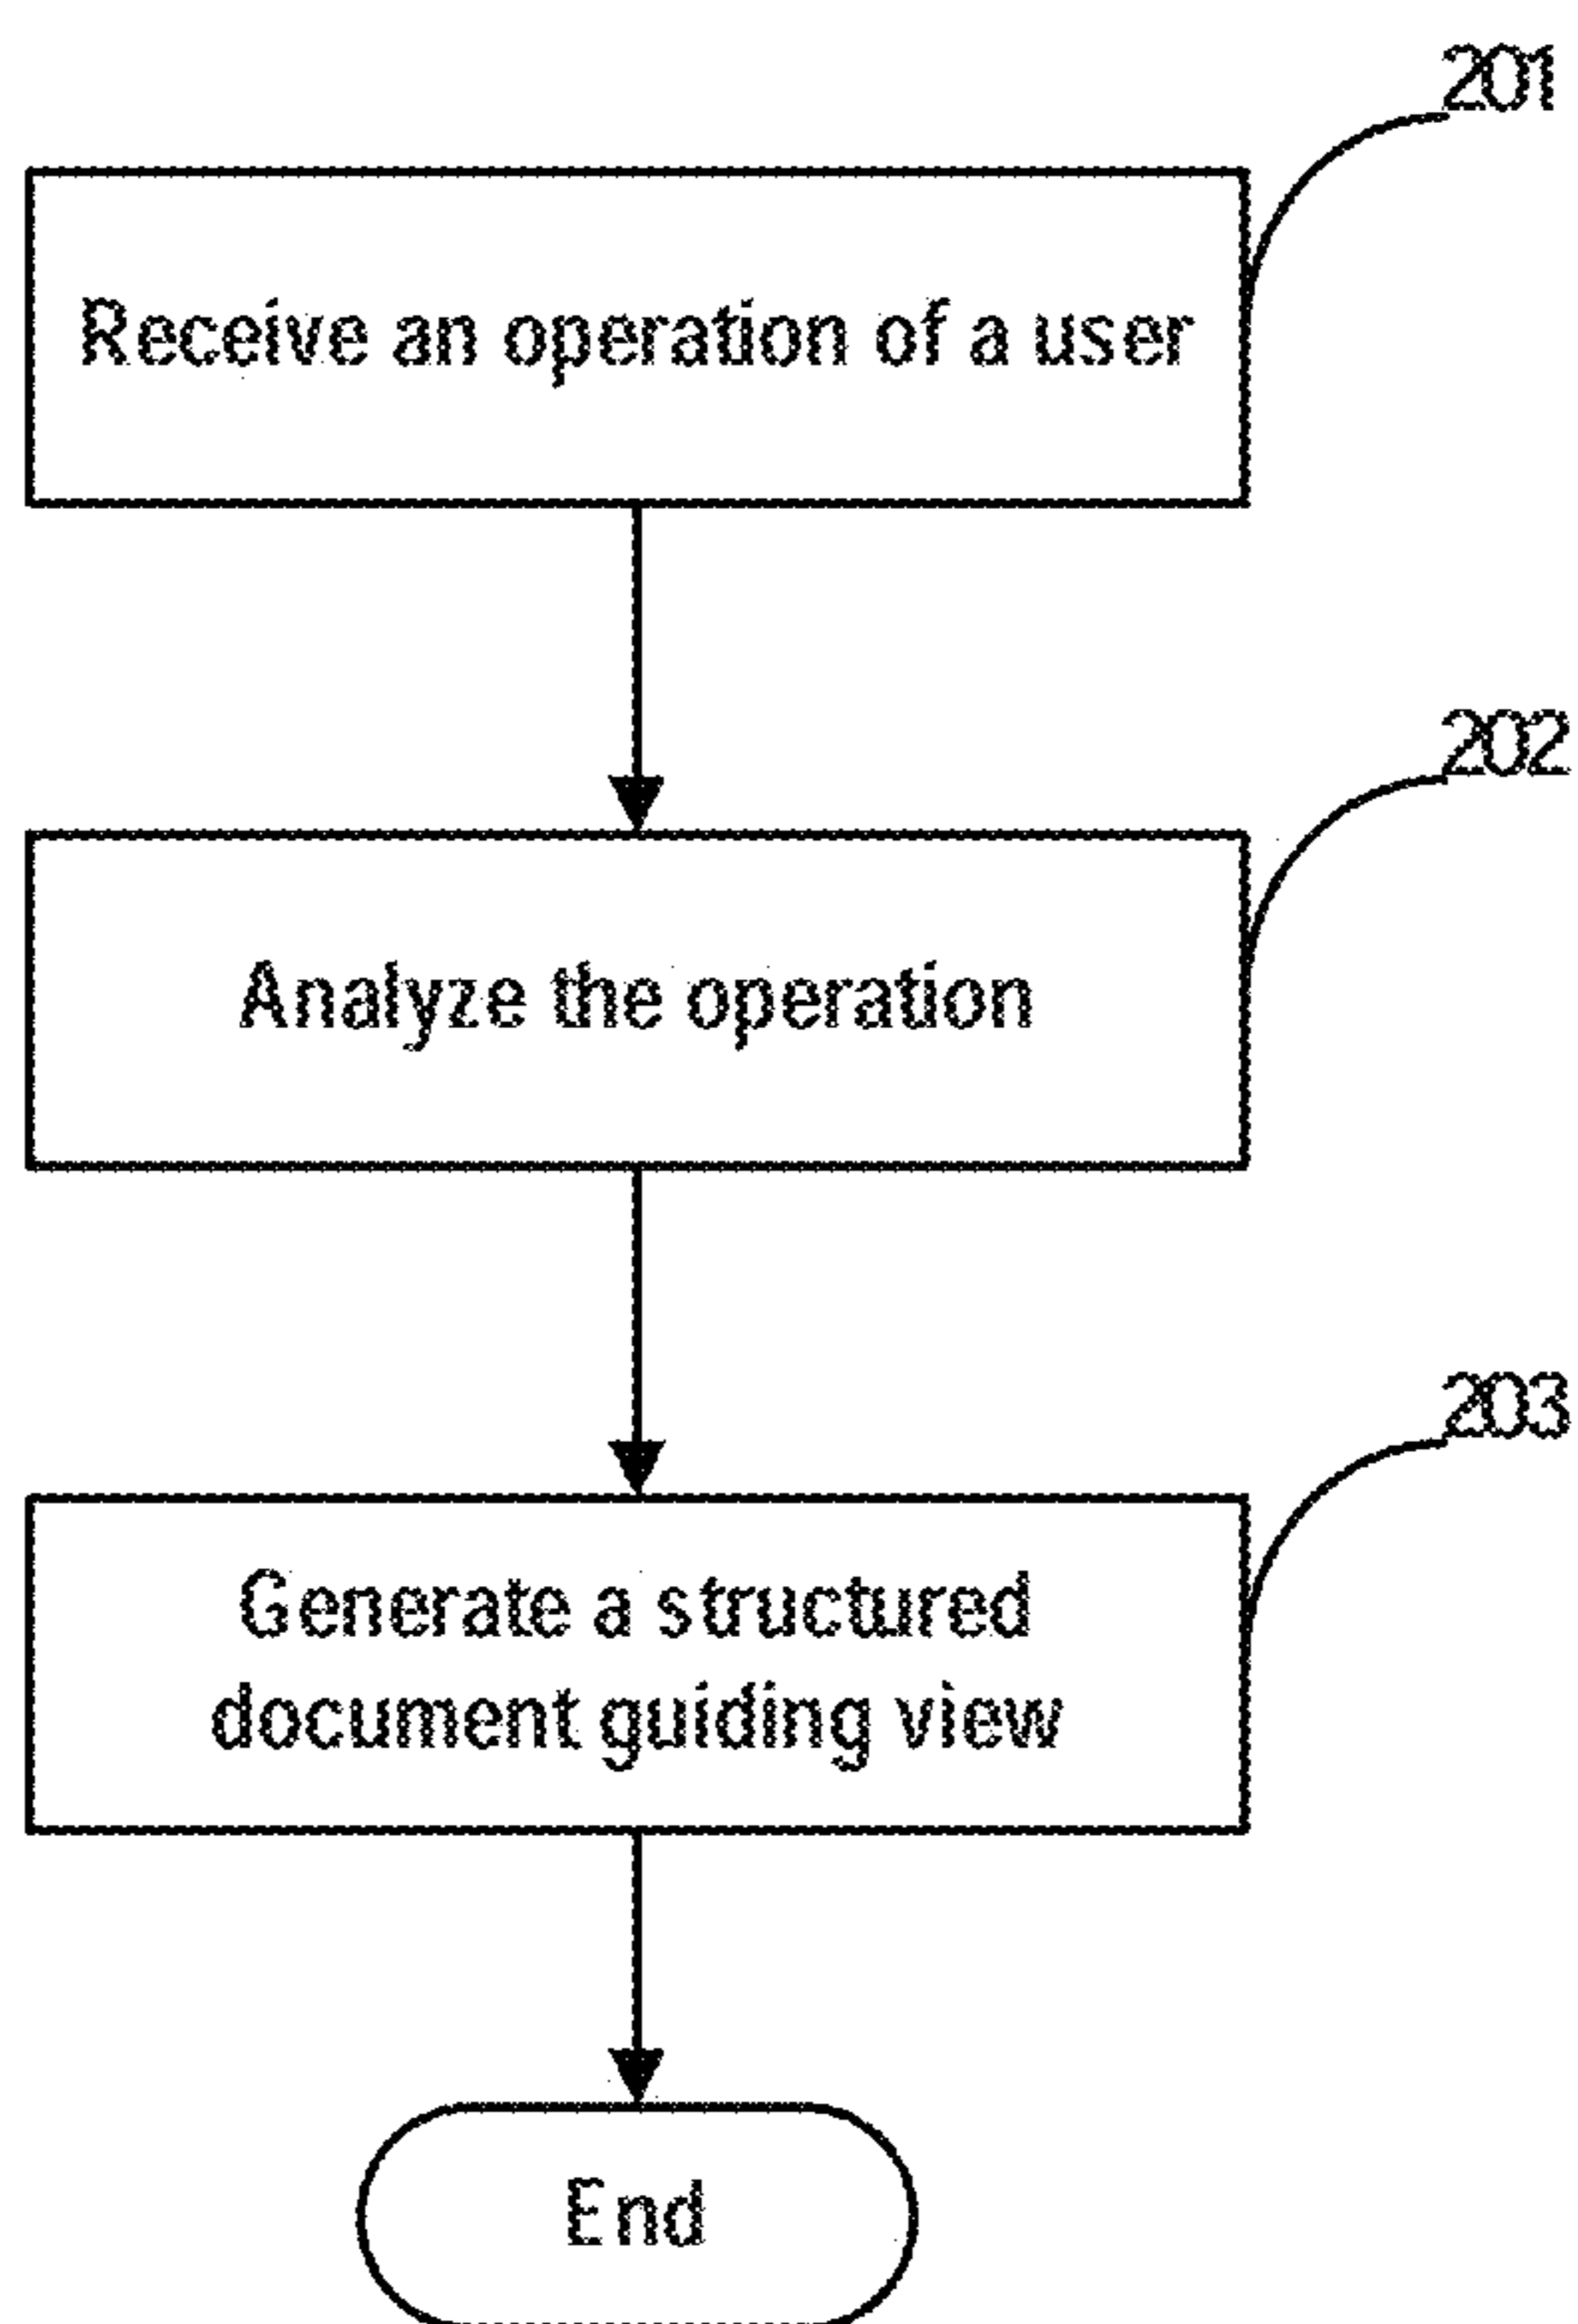 201
Receive an operation of a user
202
Analyze the operation
203
Generate a structured
document guiding view
End